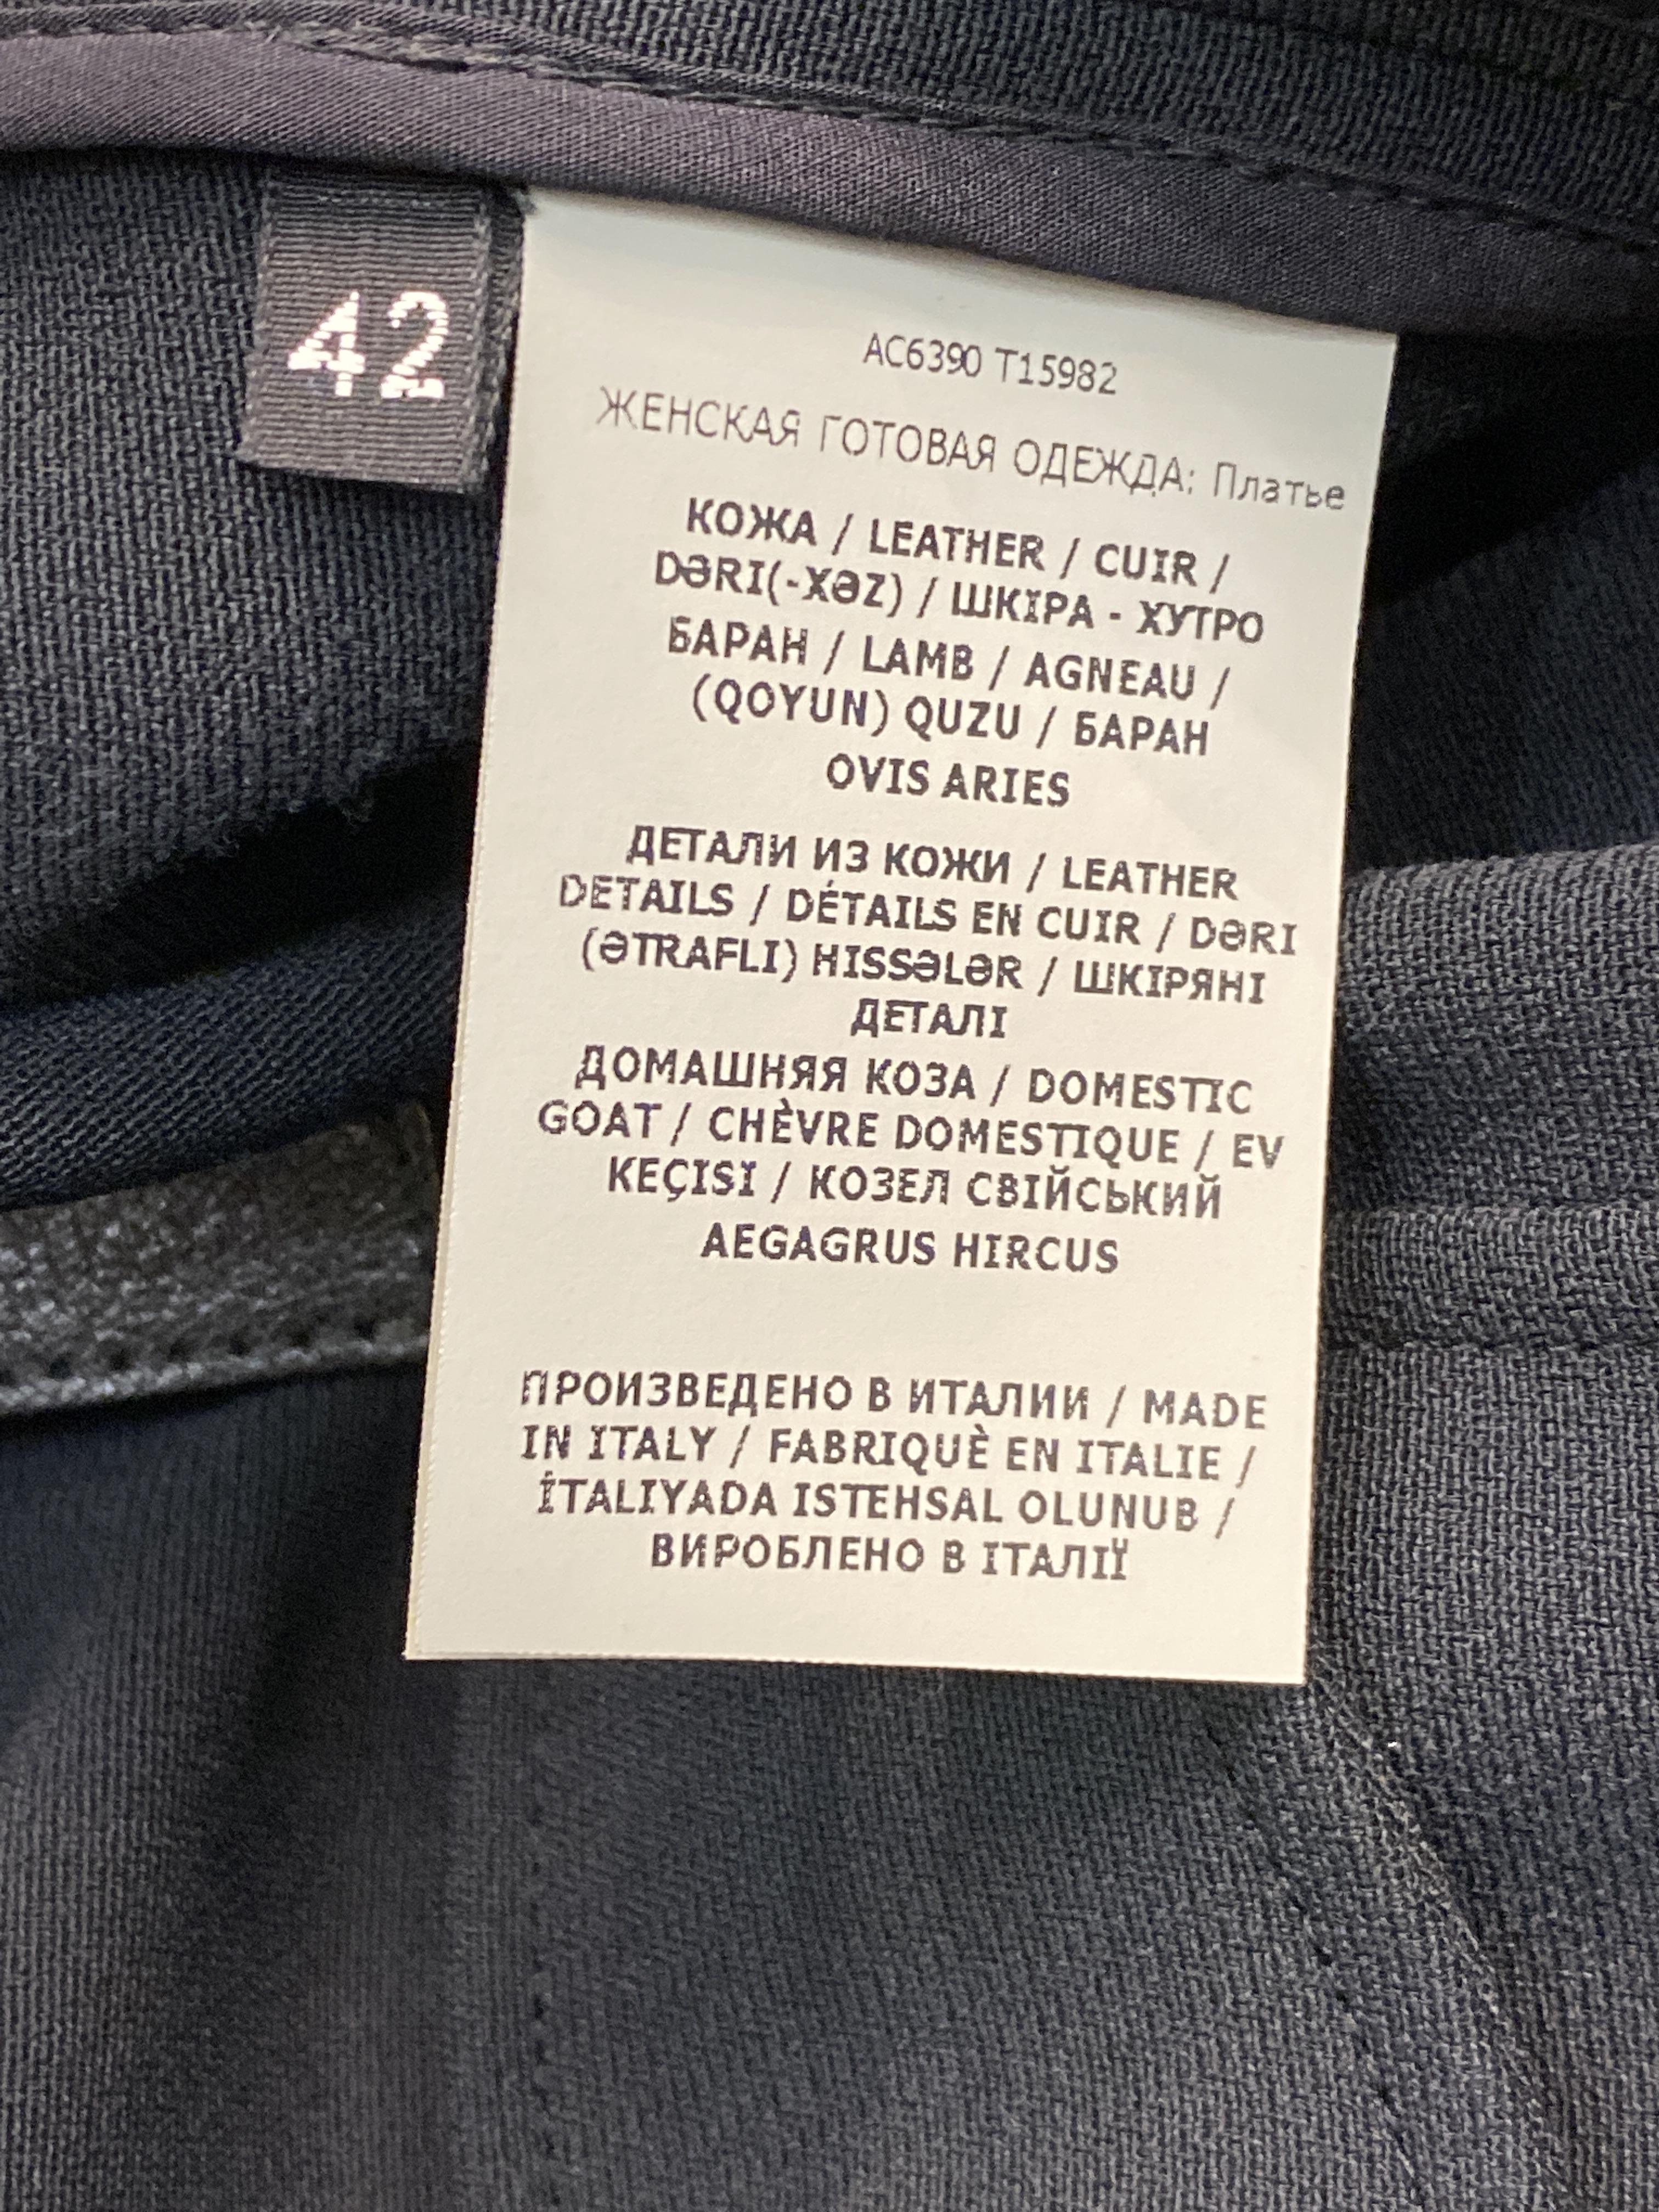 42
AC6390 T15982
ЖЕНСКАЯ ГОТОВАЯ ОДЕЖДА: Платье
КОЖА / LEATHER / CUIR /
DƏRI(-XƏZ) / ШКІРА - ХУТРО
БАРАН / LAMB / AGNEAU /
(QOYUN) QUZU / БАРАН
OVIS ARIES
ДЕТАЛИ ИЗ КОЖИ / LEATHER
DETAILS / DÉTAILS EN CUIR / DƏRI
(ƏTRAFLI) HISSƏLƏR / ШКІРЯНІ
ДЕТАЛІ
ДОМАШНЯЯ КОЗА / DOMESTIC
GOAT / CHÈVRE DOMESTIQUE / EV
KEÇISI / КОЗЕЛ СВІЙСЬКИЙ
AEGAGRUS HIRCUS
ПРОИЗВЕДЕНО В ИТАЛИИ / MADE
IN ITALY / FABRIQUÈ EN ITALIE /
İTALIYADA ISTEHSAL OLUNUB /
ВИРОБЛЕНО В ІТАЛІЇ